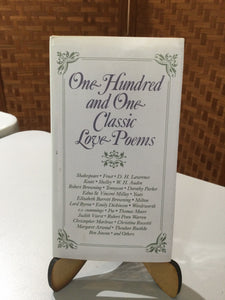 One Hundred
and One
Classic
Love Poems
Shakespeare • Frost • D. H. Lawrence
Keats • Shelley • W. H. Auden
Robert Browning • Tennyson • Dorothy Parker
Edna St. Vincent Millay • Yeats
Elizabeth Barrett Browning • Milton
Lord Byron • Emily Dickinson • Wordsworth
e.e. cummings • Poe • Thomas Moore
Judith Viorst • Robert Penn Warren
Christopher Marlowe • Christina Rossetti
Margaret Atwood • Theodore Roethke
Ben Jonson • and Others